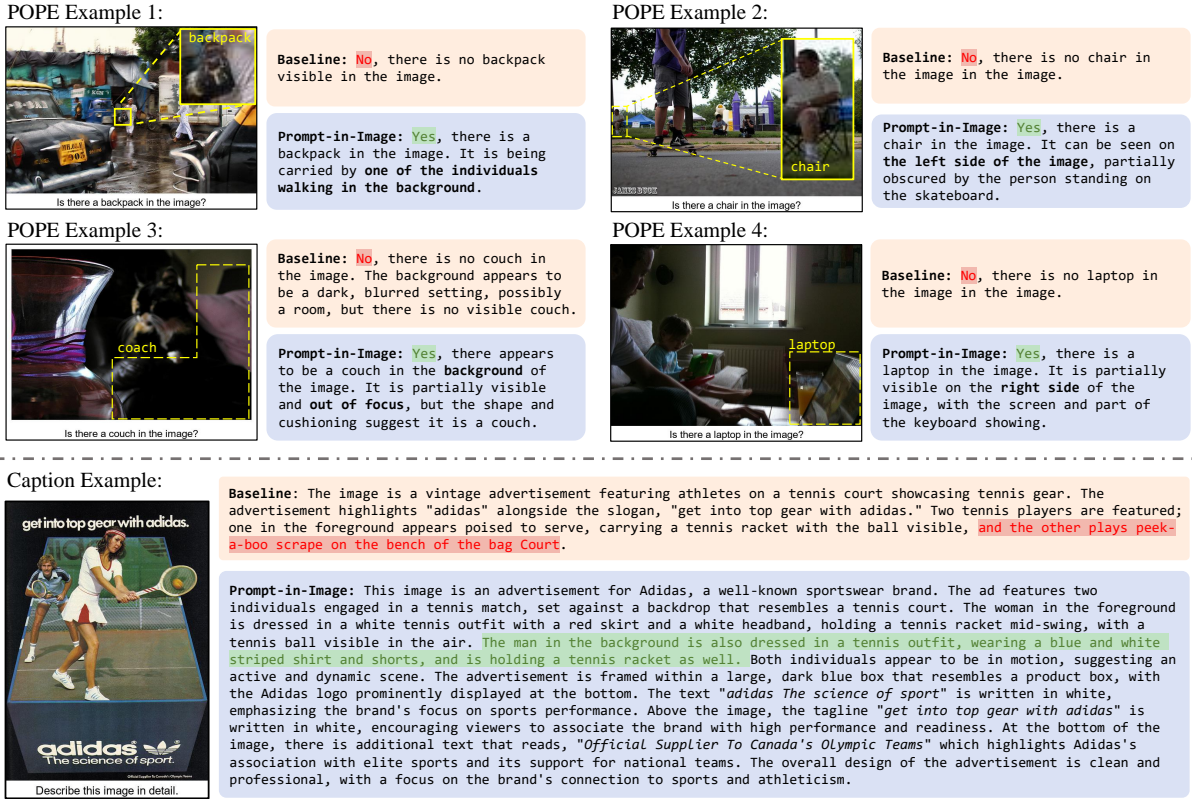 POPE Example 1:
backpack
HR.BLU
905
Is there a backpack in the image?
Baseline: No, there is no backpack
visible in the image.
Prompt-in-Image: Yes, there is a
backpack in the image. It is being
carried by one of the individuals
walking in the background.
POPE Example 2:
chair
JAMES BUCK
Is there a chair in the image?
Baseline: No, there is no chair in
the image in the image.
Prompt-in-Image: Yes, there is a
chair in the image. It can be seen on
the left side of the image, partially
obscured by the person standing on
the skateboard.
POPE Example 3:
coach
Is there a couch in the image?
Baseline: No, there is no couch in
the image. The background appears to
be a dark, blurred setting, possibly
a room, but there is no visible couch.
Prompt-in-Image: Yes, there appears
to be a couch in the background of
the image. It is partially visible
and out of focus, but the shape and
cushioning suggest it is a couch.
POPE Example 4:
laptop
Is there a laptop in the image?
Baseline: No, there is no laptop in
the image in the image.
Prompt-in-Image: Yes, there is a
laptop in the image. It is partially
visible on the right side of the
image, with the screen and part of
the keyboard showing.
Caption Example:
get into top gear with adidas.
adidas
adidas
The science of sport.
Official Supplier To Canada's Olympic Teams
Describe this image in detail.
Baseline: The image is a vintage advertisement featuring athletes on a tennis court showcasing tennis gear. The
advertisement highlights "adidas" alongside the slogan, "get into top gear with adidas." Two tennis players are featured;
one in the foreground appears poised to serve, carrying a tennis racket with the ball visible, and the other plays peek-
a-boo scrape on the bench of the bag Court.
Prompt-in-Image: This image is an advertisement for Adidas, a well-known sportswear brand. The ad features two
individuals engaged in a tennis match, set against a backdrop that resembles a tennis court. The woman in the foreground
is dressed in a white tennis outfit with a red skirt and a white headband, holding a tennis racket mid-swing, with a
tennis ball visible in the air. The man in the background is also dressed in a tennis outfit, wearing a blue and white
striped shirt and shorts, and is holding a tennis racket as well. Both individuals appear to be in motion, suggesting an
active and dynamic scene. The advertisement is framed within a large, dark blue box that resembles a product box, with
the Adidas logo prominently displayed at the bottom. The text "adidas The science of sport" is written in white,
emphasizing the brand's focus on sports performance. Above the image, the tagline "get into top gear with adidas" is
written in white, encouraging viewers to associate the brand with high performance and readiness. At the bottom of the
image, there is additional text that reads, "Official Supplier To Canada's Olympic Teams" which highlights Adidas's
association with elite sports and its support for national teams. The overall design of the advertisement is clean and
professional, with a focus on the brand's connection to sports and athleticism.